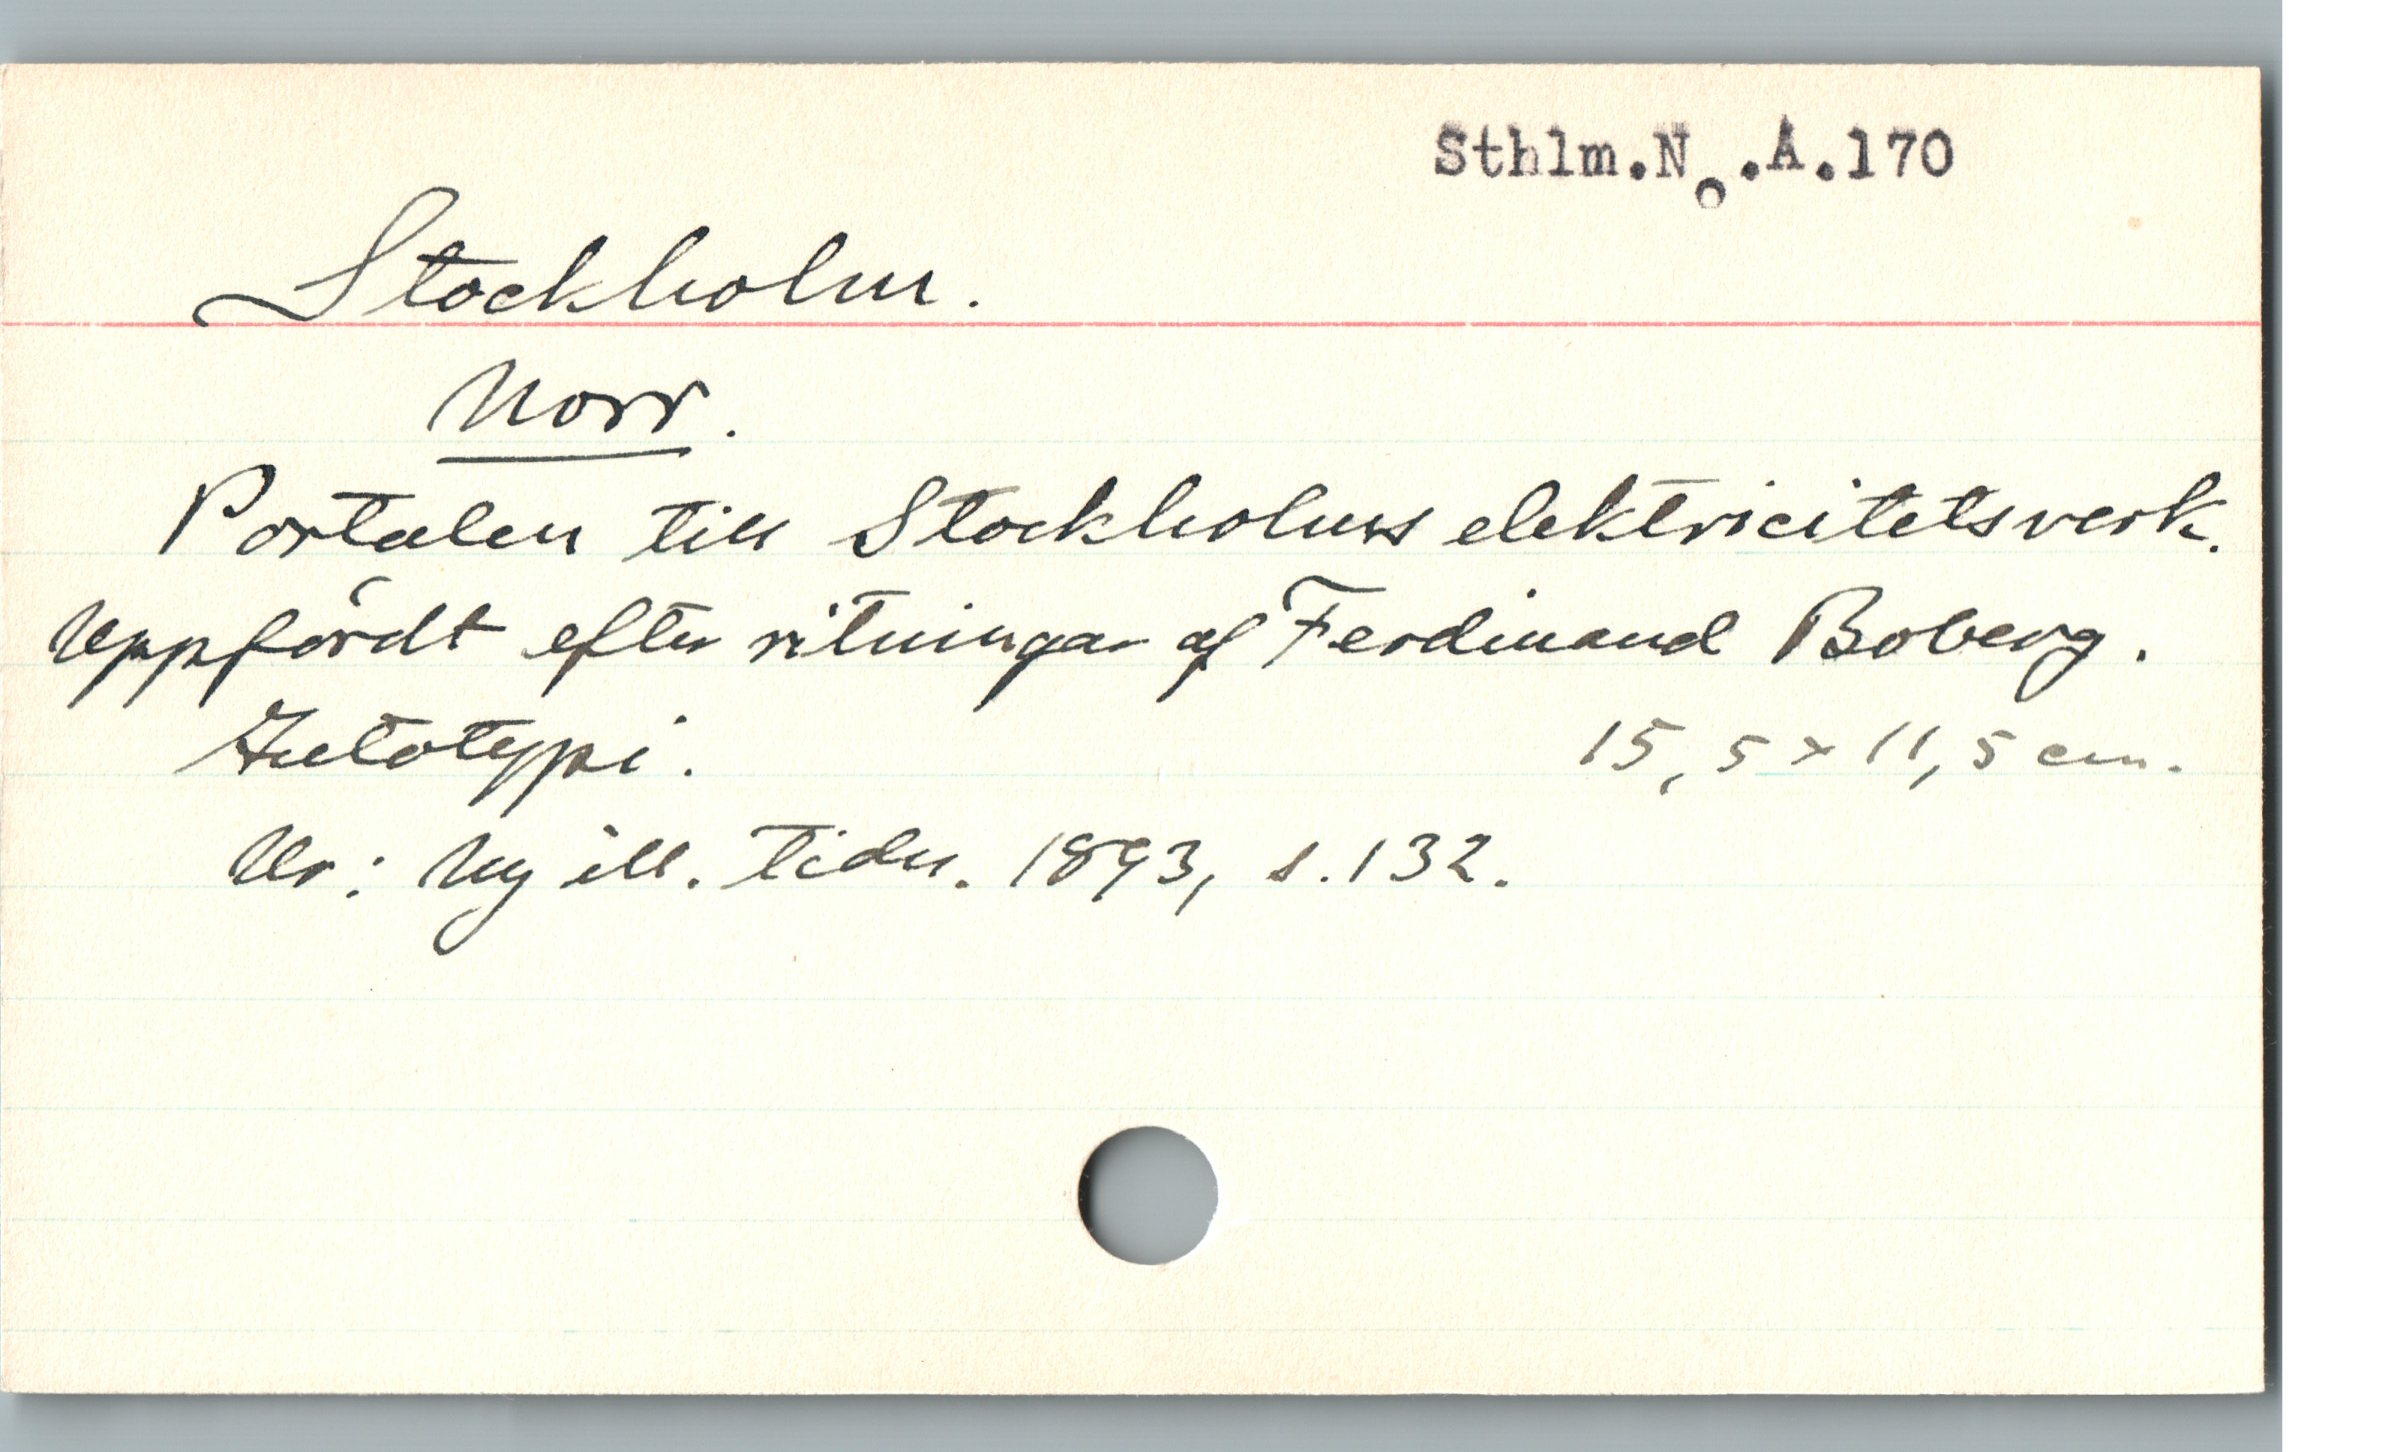 Sthlm.No.A.170
Stockholm.
Norr.
Portalen till Stockholms elektricitetsverk.
Uppfördt efter ritningar af Ferdinand Boberg.
Autotypi. 15,5 × 11,5 cm.
Ur: Ny ill. tidn. 1893, s. 132.